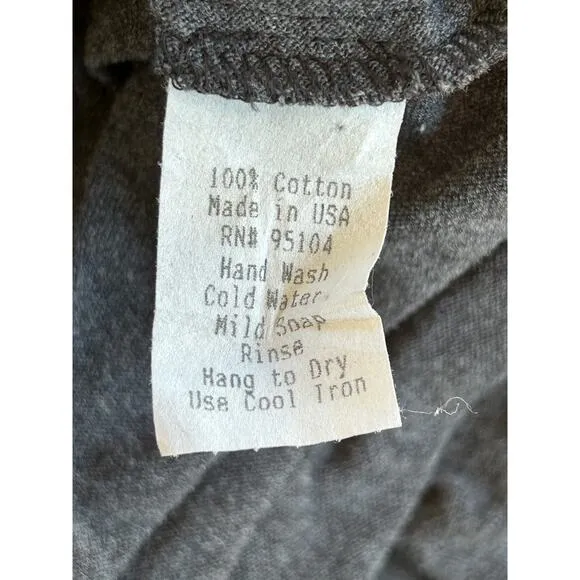 100% Cotton
Made in USA
RN# 95104
Hand Wash
Cold Water
Mild Soap
Rinse
Hang to Dry
Use Cool Iron